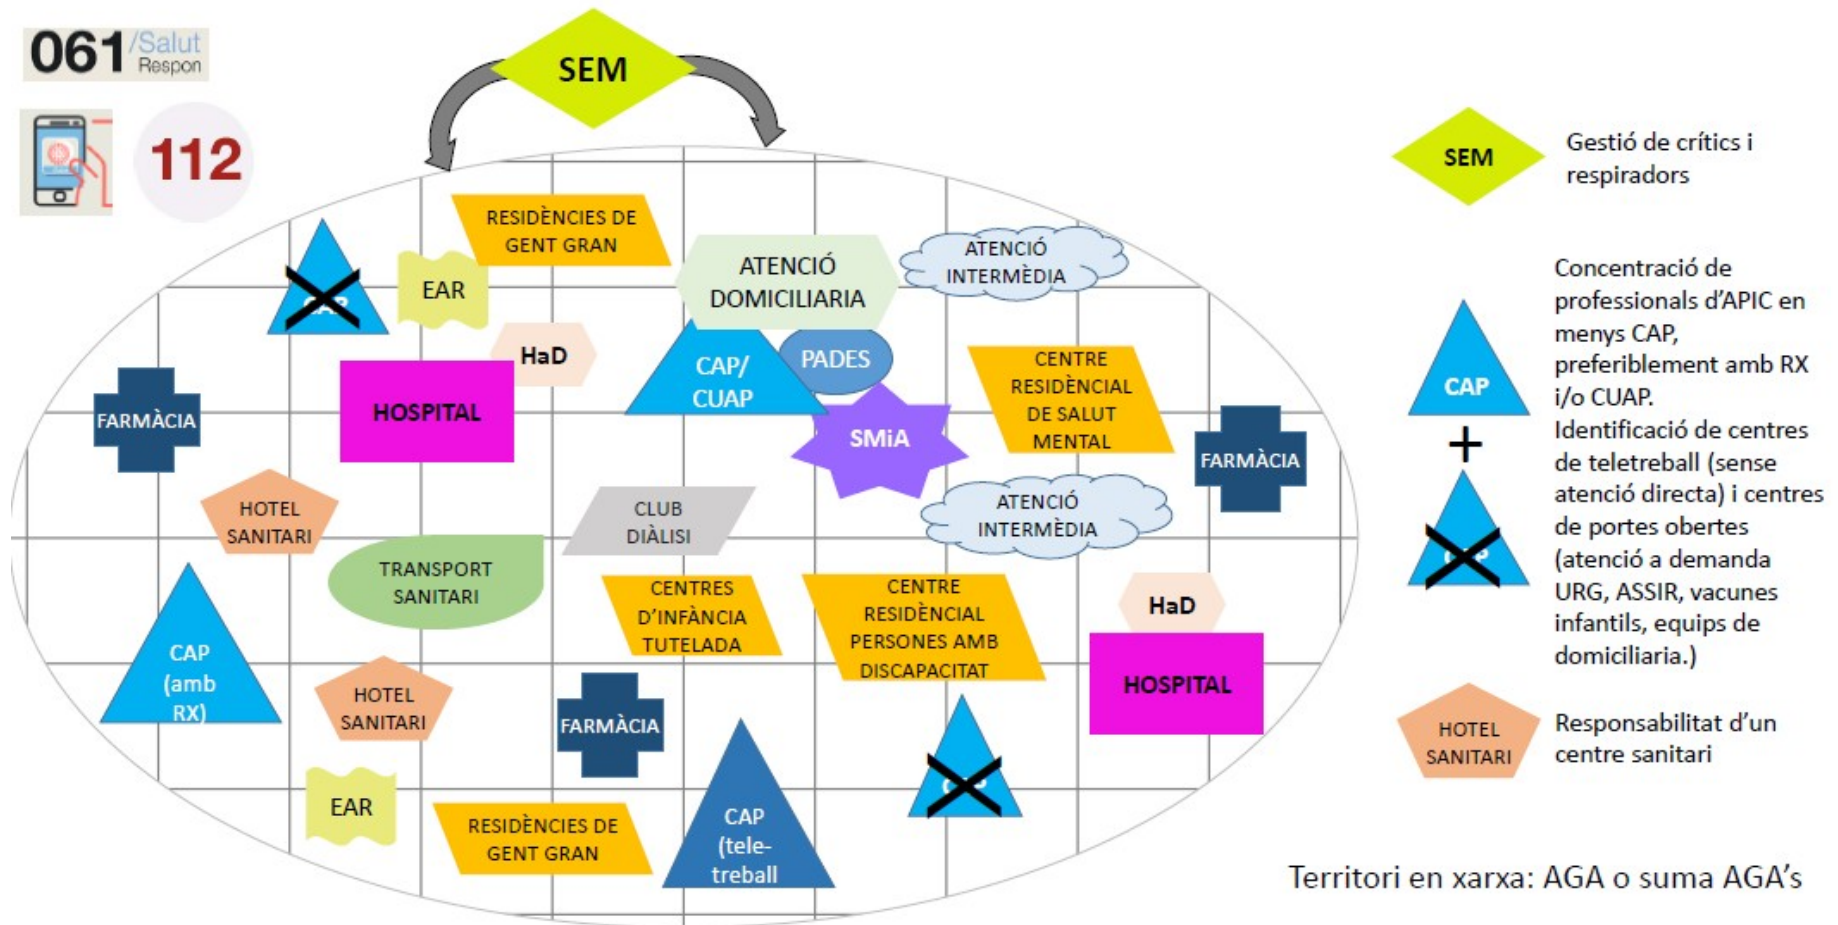 061 /Salut
Respon
112
SEM
RESIDÈNCIES DE
GENT GRAN
EAR
ATENCIÓ
DOMICILIARIA
ATENCIÓ
INTERMÈDIA
HaD
CAP/
CUAP
PADES
CENTRE
RESIDÈNCIAL
DE SALUT
MENTAL
FARMÀCIA
HOSPITAL
SMiA
FARMÀCIA
HOTEL
SANITARI
CLUB
DIÀLISI
ATENCIÓ
INTERMÈDIA
TRANSPORT
SANITARI
CENTRES
D'INFÀNCIA
TUTELADA
CENTRE
RESIDÈNCIAL
PERSONES AMB
DISCAPACITAT
HaD
CAP
(amb
RX)
HOTEL
SANITARI
FARMÀCIA
HOSPITAL
CAP
EAR
RESIDÈNCIES DE
GENT GRAN
CAP
(tele-
treball
CAP
SEM
Gestió de crítics i
respiradors
CAP
+
CAP
Concentració de
professionals d'APIC en
menys CAP,
preferiblement amb RX
i/o CUAP.
Identificació de centres
de teletreball (sense
atenció directa) i centres
de portes obertes
(atenció a demanda
URG, ASSIR, vacunes
infantils, equips de
domiciliaria.)
HOTEL
SANITARI
Responsabilitat d'un
centre sanitari
Territori en xarxa: AGA o suma AGA's